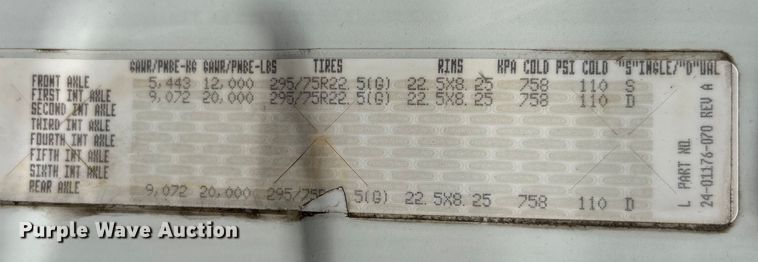 GAWR/PNBE-KG GAWR/PNBE-LBS TIRES RIMS KPA COLD PSI COLD "S"INGLE/"D"UAL
FRONT AXLE 5,443 12,000 295/75R22.5(G) 22.5X8.25 758 110 S
FIRST INT AXLE 9,072 20,000 295/75R22.5(G) 22.5X8.25 758 110 D
SECOND INT AXLE
THIRD INT AXLE
FOURTH INT AXLE
FIFTH INT AXLE
SIXTH INT AXLE
REAR AXLE 9,072 20,000 295/75R 5(G) 22.5X8.25 758 110 D
L PART NO.
24-01176-070 REV A
Purple Wave Auction